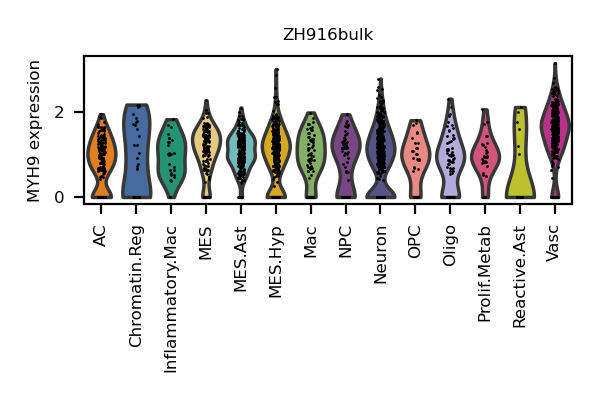 ZH916bulk
MYH9 expression
2
0
AC
Chromatin.Reg
Inflammatory.Mac
MES
MES.Ast
MES.Hyp
Mac
NPC
Neuron
OPC
Oligo
Prolif.Metab
Reactive.Ast
Vasc